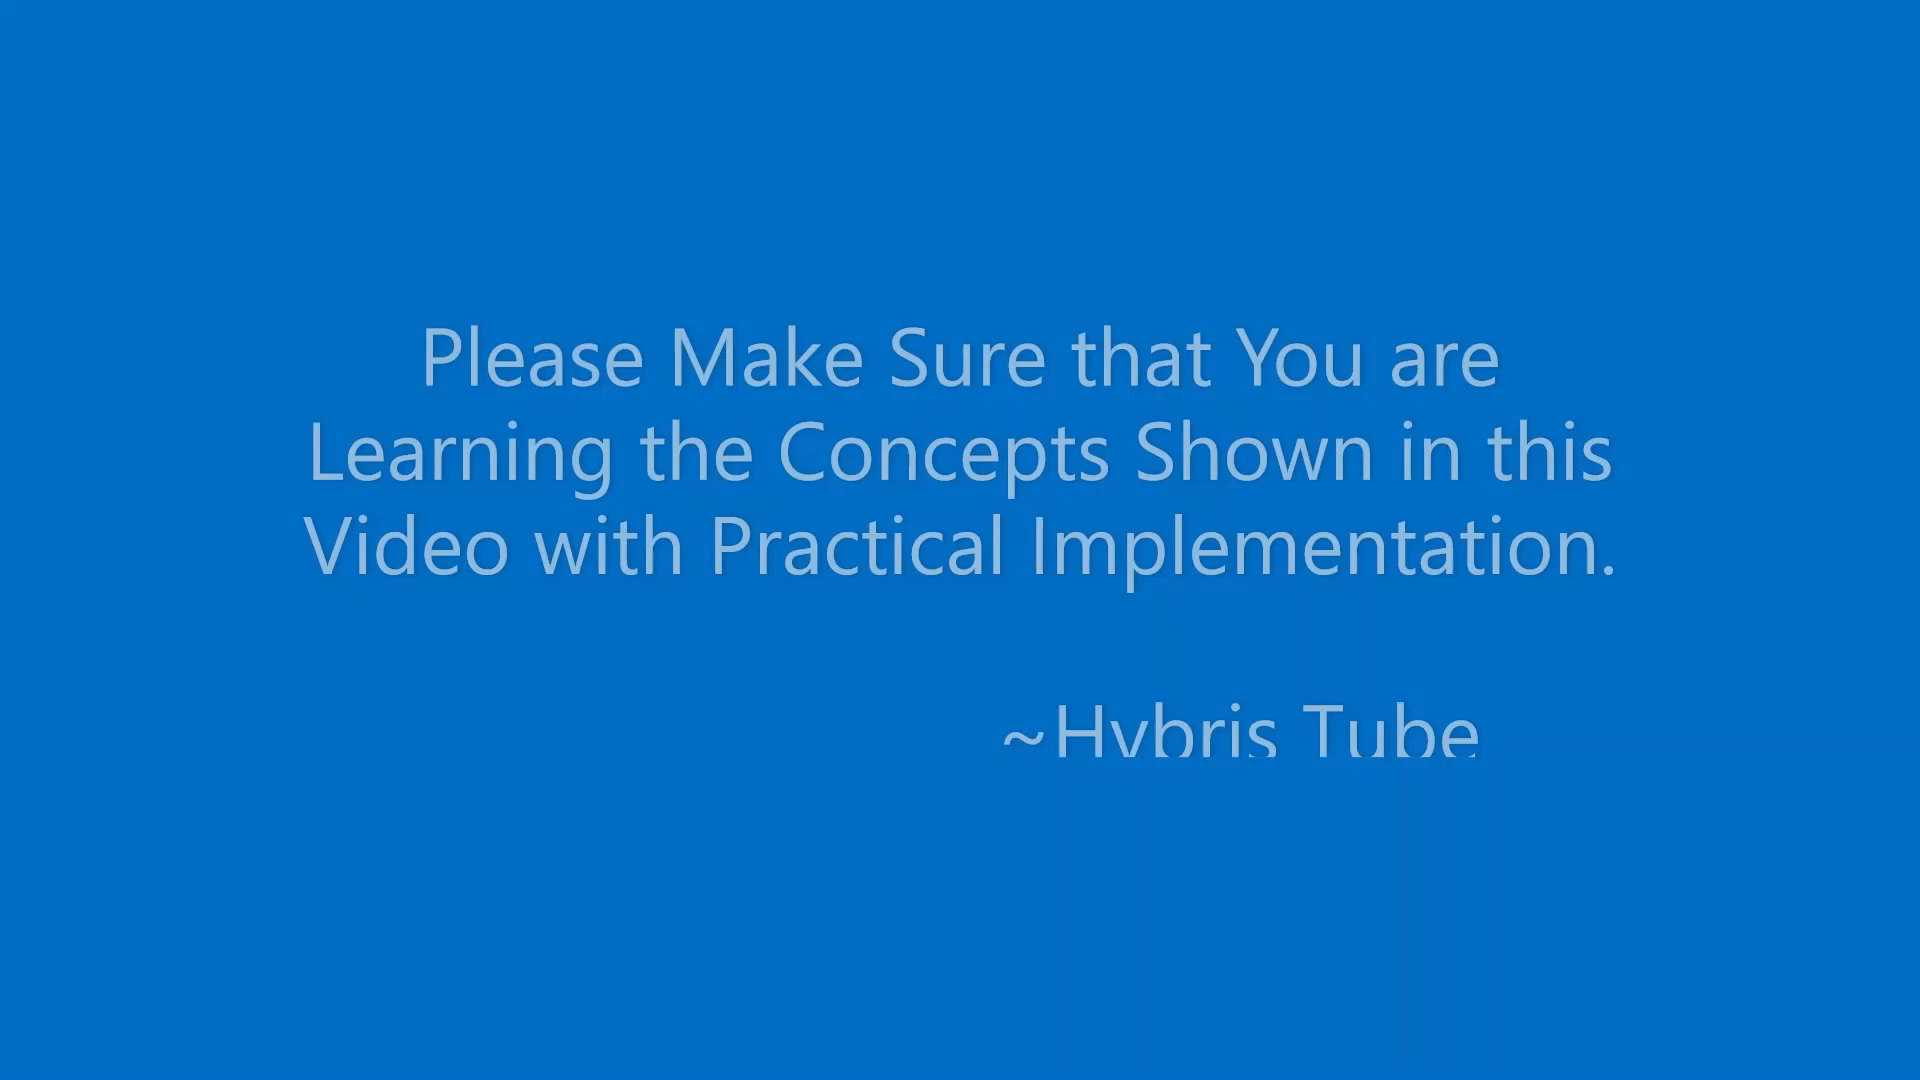 Please Make Sure that You are
Learning the Concepts Shown in this
Video with Practical Implementation.
~Hybris Tube